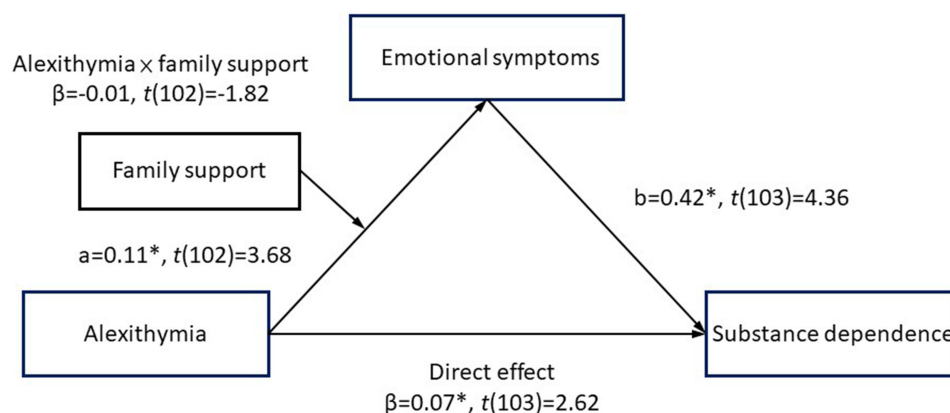 Emotional symptoms
Alexithymia x family support
β=-0.01, t(102)=-1.82
Family support
b=0.42*, t(103)=4.36
a=0.11*, t(102)=3.68
Alexithymia
Substance dependence
Direct effect
β=0.07*, t(103)=2.62